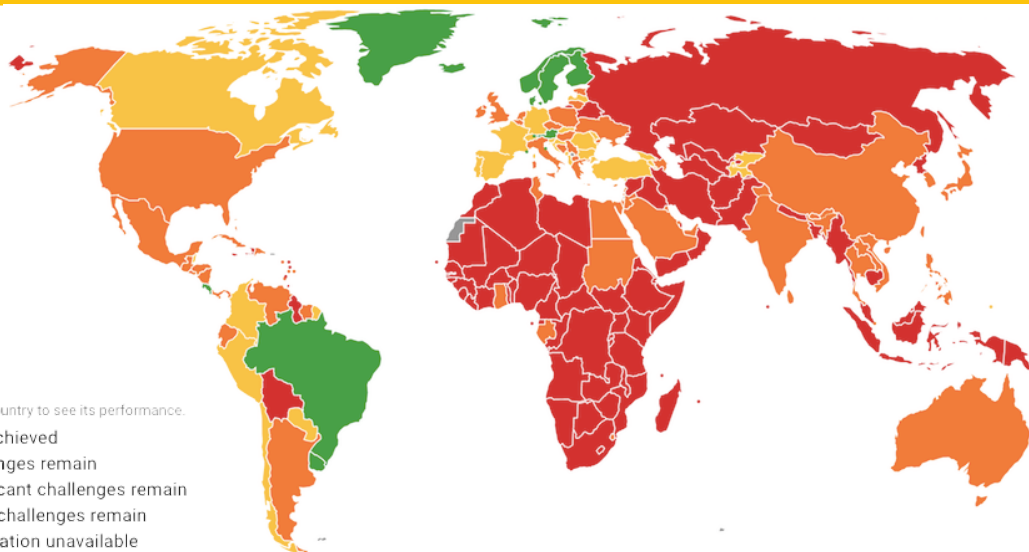 untry to see its performance.
chieved
nges remain
cant challenges remain
challenges remain
ation unavailable